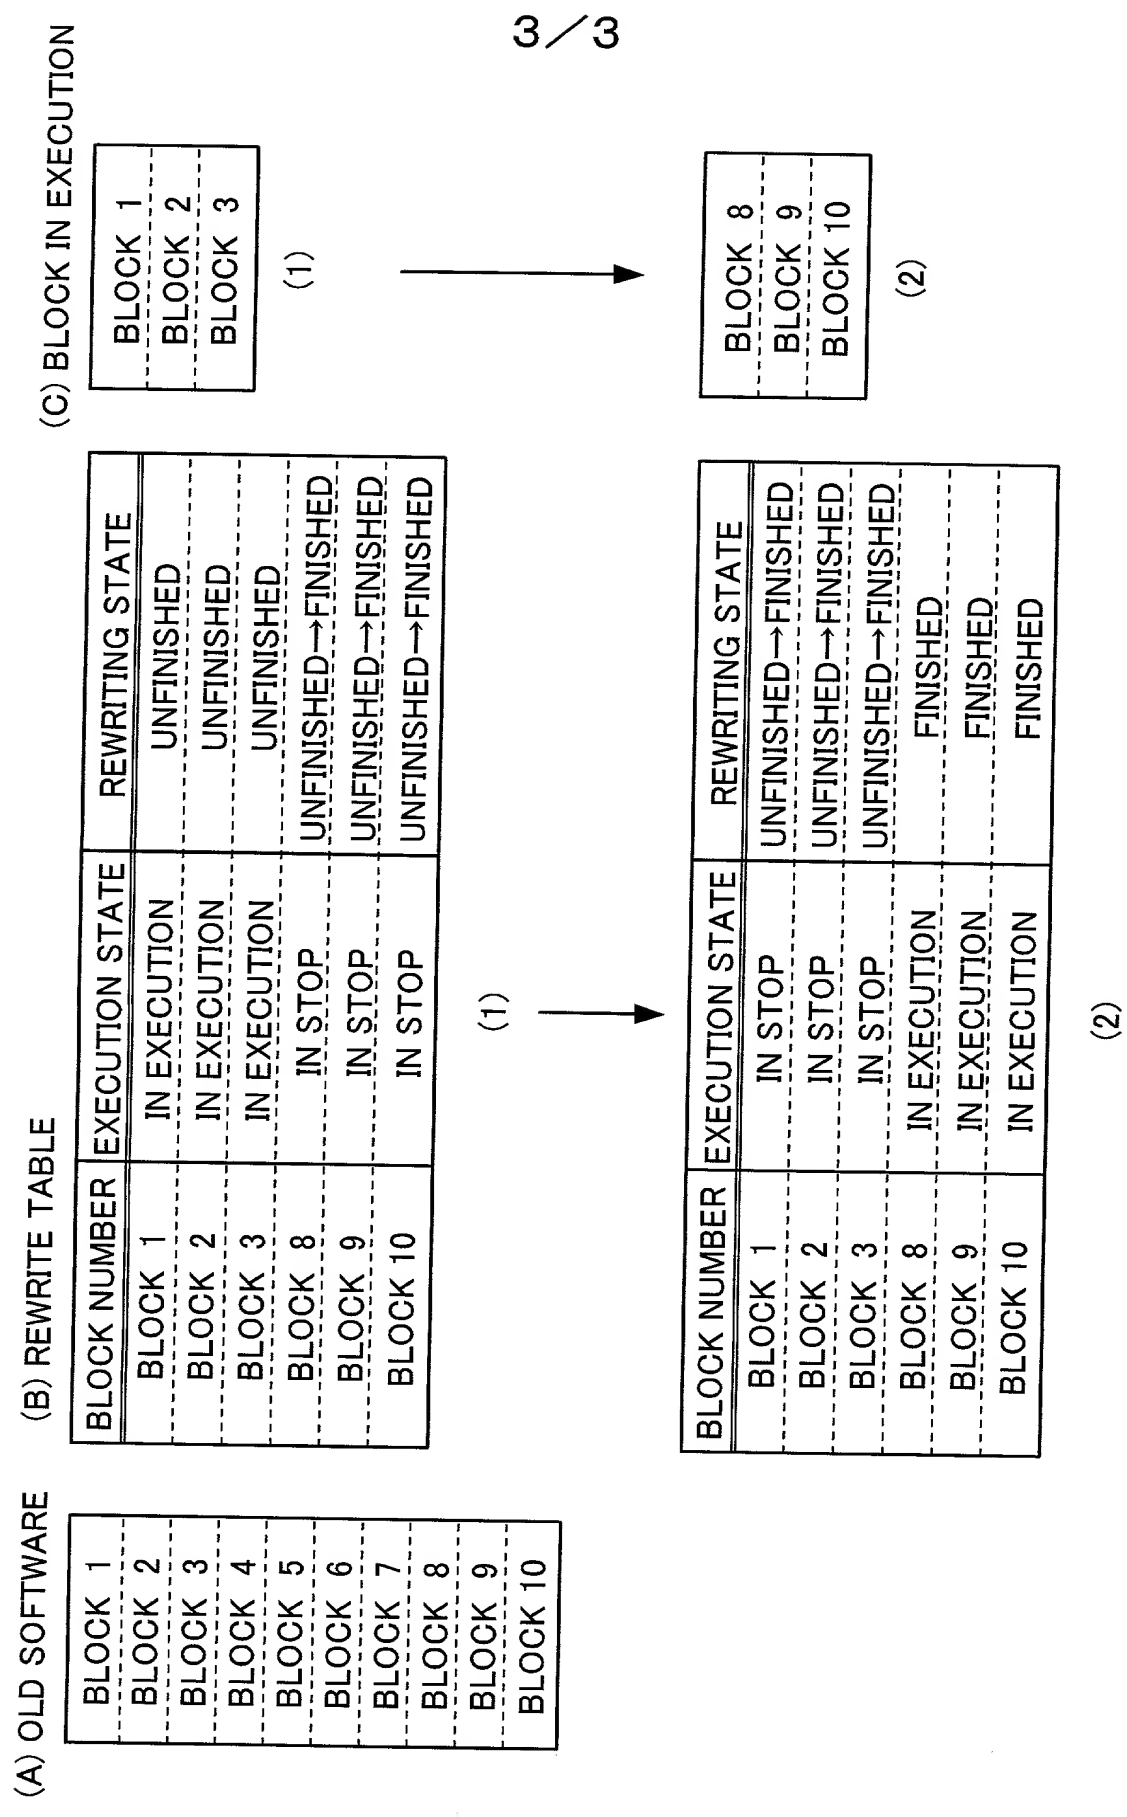 3/3
(A) OLD SOFTWARE
BLOCK 1
BLOCK 2
BLOCK 3
BLOCK 4
BLOCK 5
BLOCK 6
BLOCK 7
BLOCK 8
BLOCK 9
BLOCK 10
(B) REWRITE TABLE
BLOCK NUMBER EXECUTION STATE REWRITING STATE
BLOCK 1 IN EXECUTION UNFINISHED
BLOCK 2 IN EXECUTION UNFINISHED
BLOCK 3 IN EXECUTION UNFINISHED
BLOCK 8 IN STOP UNFINISHED→FINISHED
BLOCK 9 IN STOP UNFINISHED→FINISHED
BLOCK 10 IN STOP UNFINISHED→FINISHED
(1)
BLOCK NUMBER EXECUTION STATE REWRITING STATE
BLOCK 1 IN STOP UNFINISHED→FINISHED
BLOCK 2 IN STOP UNFINISHED→FINISHED
BLOCK 3 IN STOP UNFINISHED→FINISHED
BLOCK 8 IN EXECUTION FINISHED
BLOCK 9 IN EXECUTION FINISHED
BLOCK 10 IN EXECUTION FINISHED
(2)
(C) BLOCK IN EXECUTION
BLOCK 1
BLOCK 2
BLOCK 3
(1)
BLOCK 8
BLOCK 9
BLOCK 10
(2)